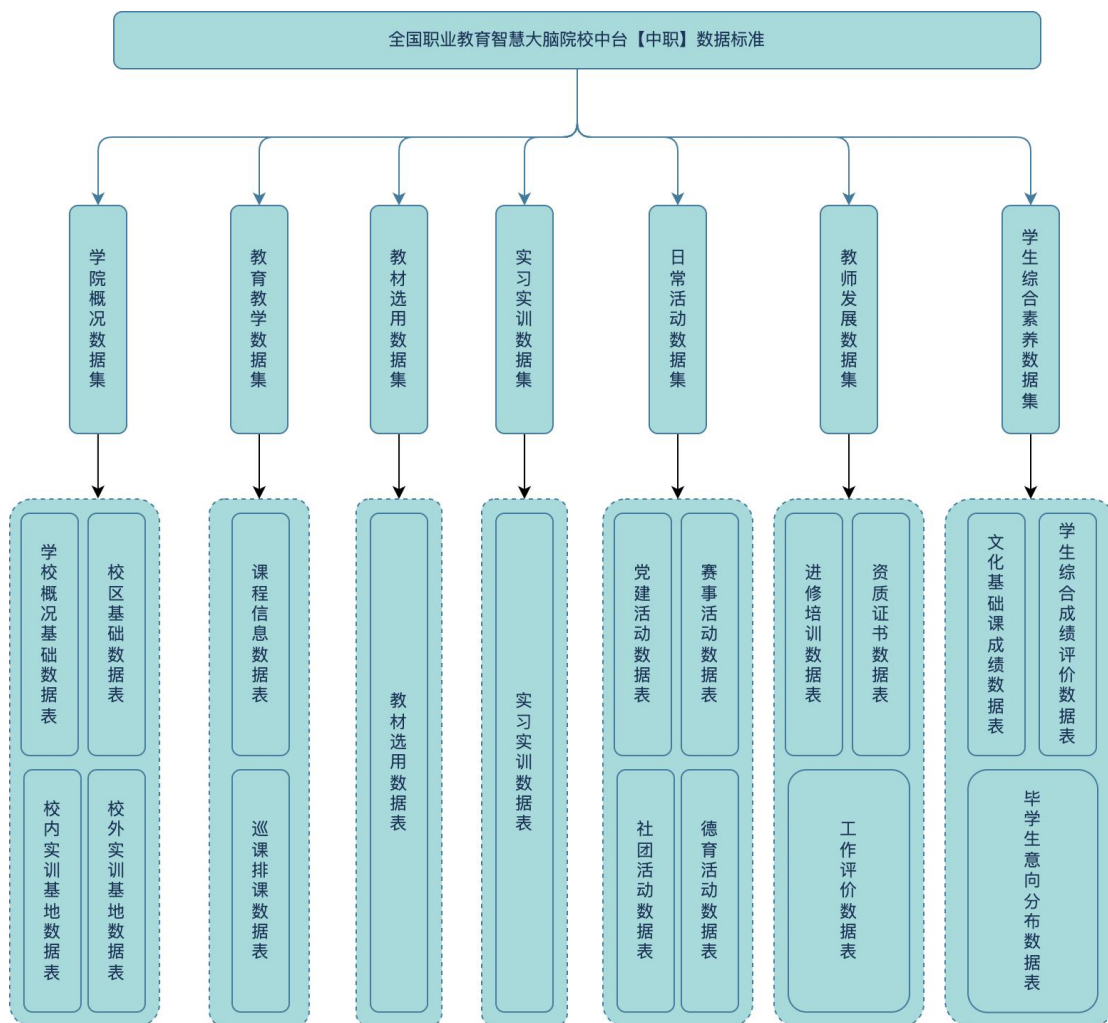 全国职业教育智慧大脑院校中台【中职】数据标准
学院概况数据集
教育教学数据集
教材选用数据集
实习实训数据集
日常活动数据集
教师发展数据集
学生综合素养数据集
学校概况基础数据表
校区基础数据表
校内实训基地数据表
校外实训基地数据表
课程信息数据表
巡课排课数据表
教材选用数据表
实习实训数据表
党建活动数据表
赛事活动数据表
社团活动数据表
德育活动数据表
进修培训数据表
资质证书数据表
工作评价数据表
文化基础课成绩数据表
学生综合成绩评价数据表
毕学生意向分布数据表